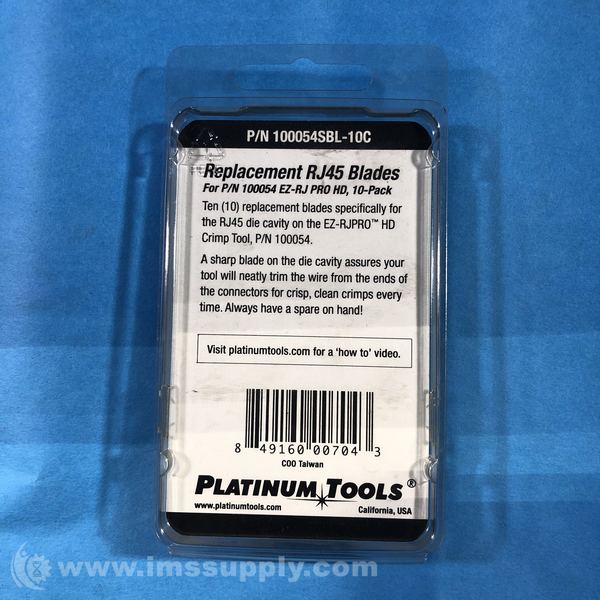 P/N 100054SBL-10C
Replacement RJ45 Blades
For P/N 100054 EZ-RJ PRO HD, 10-Pack
Ten (10) replacement blades specifically for
the RJ45 die cavity on the EZ-RJPRO™ HD
Crimp Tool, P/N 100054.
A sharp blade on the die cavity assures your
tool will neatly trim the wire from the ends of
the connectors for crisp, clean crimps every
time. Always have a spare on hand!
Visit platinumtools.com for a 'how to' video.
8 49160 00704 3
COO Taiwan
PLATINUM TOOLS®
www.platinumtools.com California, USA
www.imssupply.com